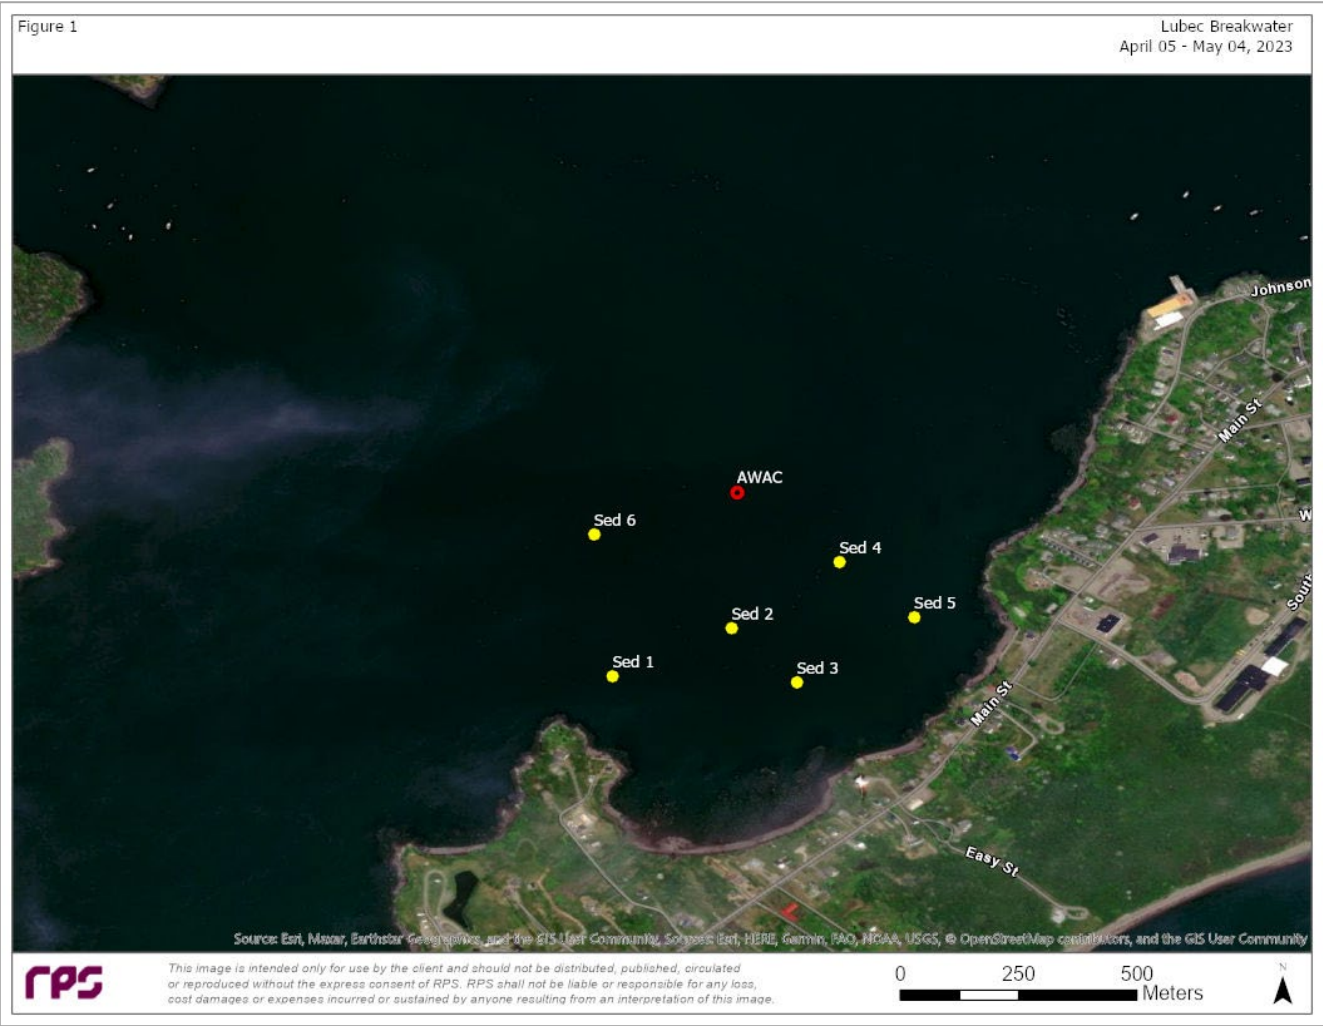 Figure 1
Lubec Breakwater
April 05 - May 04, 2023
Johnson
Main St
AWAC
Sed 6
W
Sed 4
South
Sed 5
Sed 2
Sed 1
Sed 3
Main St
Easy St
Source: Esri, Maxar, Earthstar Geographics, and the GIS User Community, Sources: Esri, HERE, Garmin, FAO, NOAA, USGS, © OpenStreetMap contributors, and the GIS User Community
rps
This image is intended only for use by the client and should not be distributed, published, circulated
or reproduced without the express consent of RPS. RPS shall not be liable or responsible for any loss,
cost damages or expenses incurred or sustained by anyone resulting from an interpretation of this image.
0 250 500
Meters
N